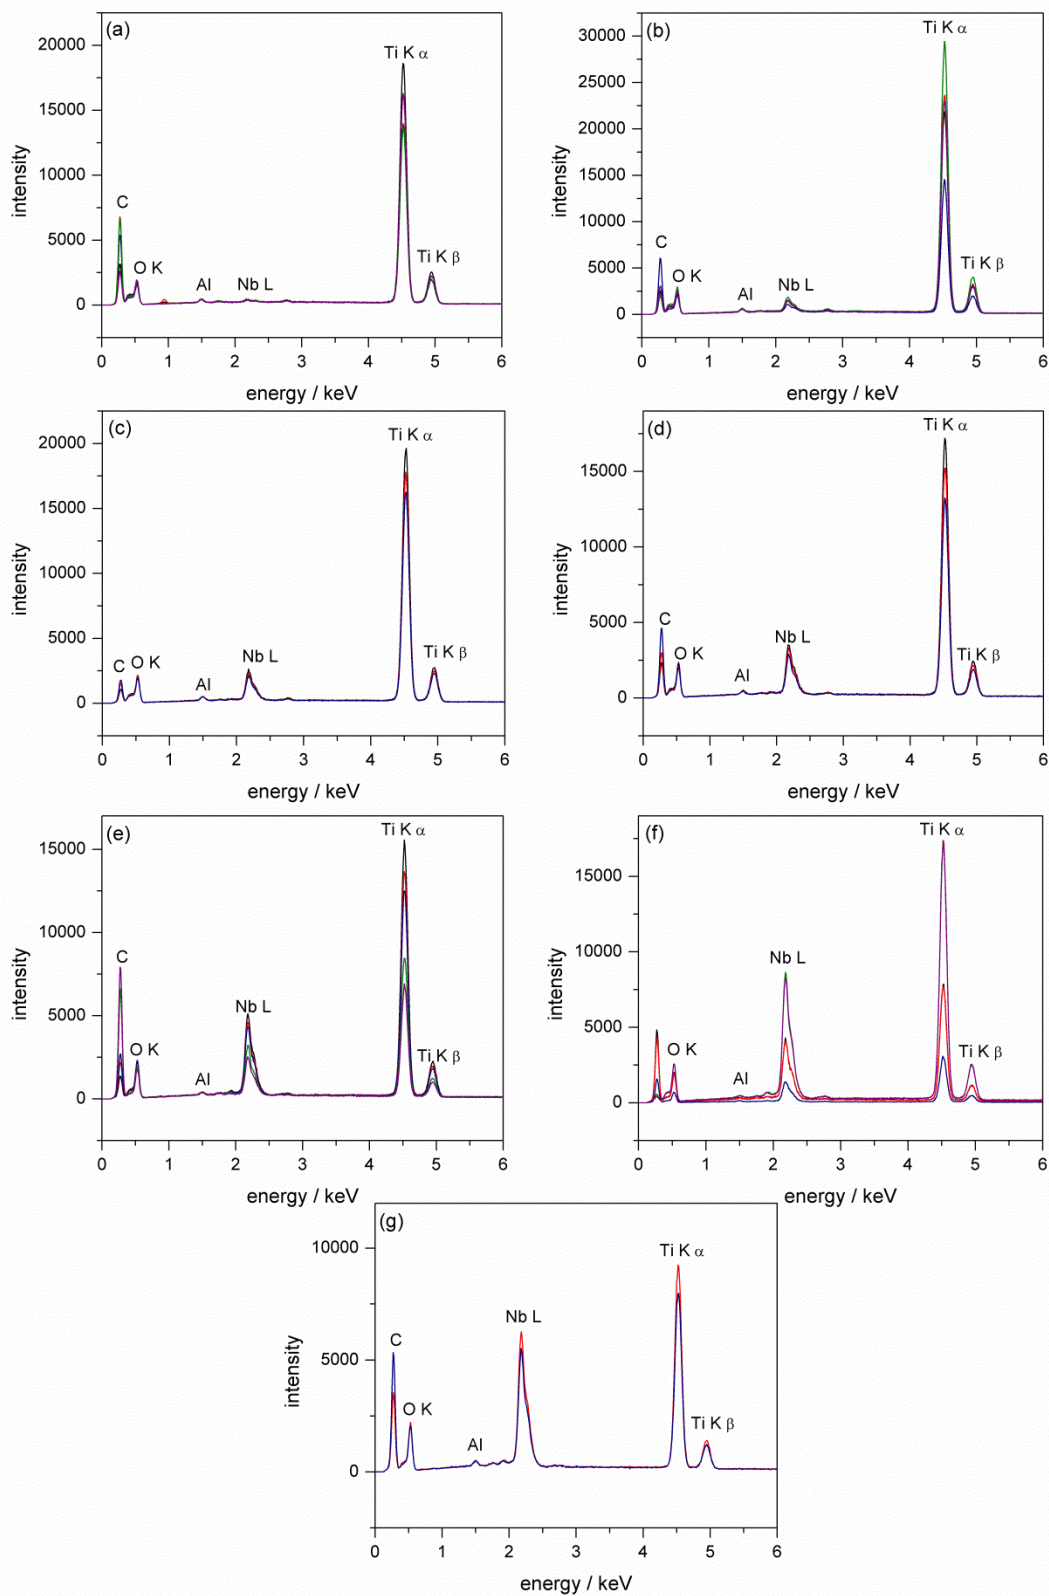 (a)
Ti K α
C
O K
Al
Nb L
Ti K β
20000
15000
10000
5000
0
intensity
0 1 2 3 4 5 6
energy / keV
(b)
Ti K α
C
O K
Al
Nb L
Ti K β
30000
25000
20000
15000
10000
5000
0
intensity
0 1 2 3 4 5 6
energy / keV
(c)
Ti K α
C
O K
Al
Nb L
Ti K β
20000
15000
10000
5000
0
intensity
0 1 2 3 4 5 6
energy / keV
(d)
Ti K α
C
O K
Al
Nb L
Ti K β
15000
10000
5000
0
intensity
0 1 2 3 4 5 6
energy / keV
(e)
Ti K α
C
O K
Al
Nb L
Ti K β
15000
10000
5000
0
intensity
0 1 2 3 4 5 6
energy / keV
(f)
Ti K α
O K
Al
Nb L
Ti K β
15000
10000
5000
0
intensity
0 1 2 3 4 5 6
energy / keV
(g)
Ti K α
C
O K
Al
Nb L
Ti K β
10000
5000
0
intensity
0 1 2 3 4 5 6
energy / keV